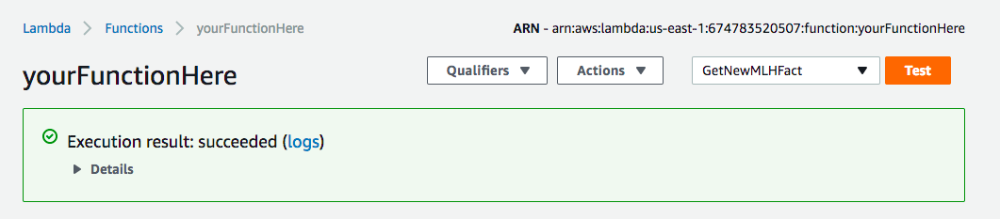 Lambda > Functions > yourFunctionHere
ARN - arn:aws:lambda:us-east-1:674783520507:function:yourFunctionHere
yourFunctionHere
Qualifiers
Actions
GetNewMLHFact
Test
Execution result: succeeded (logs)
Details